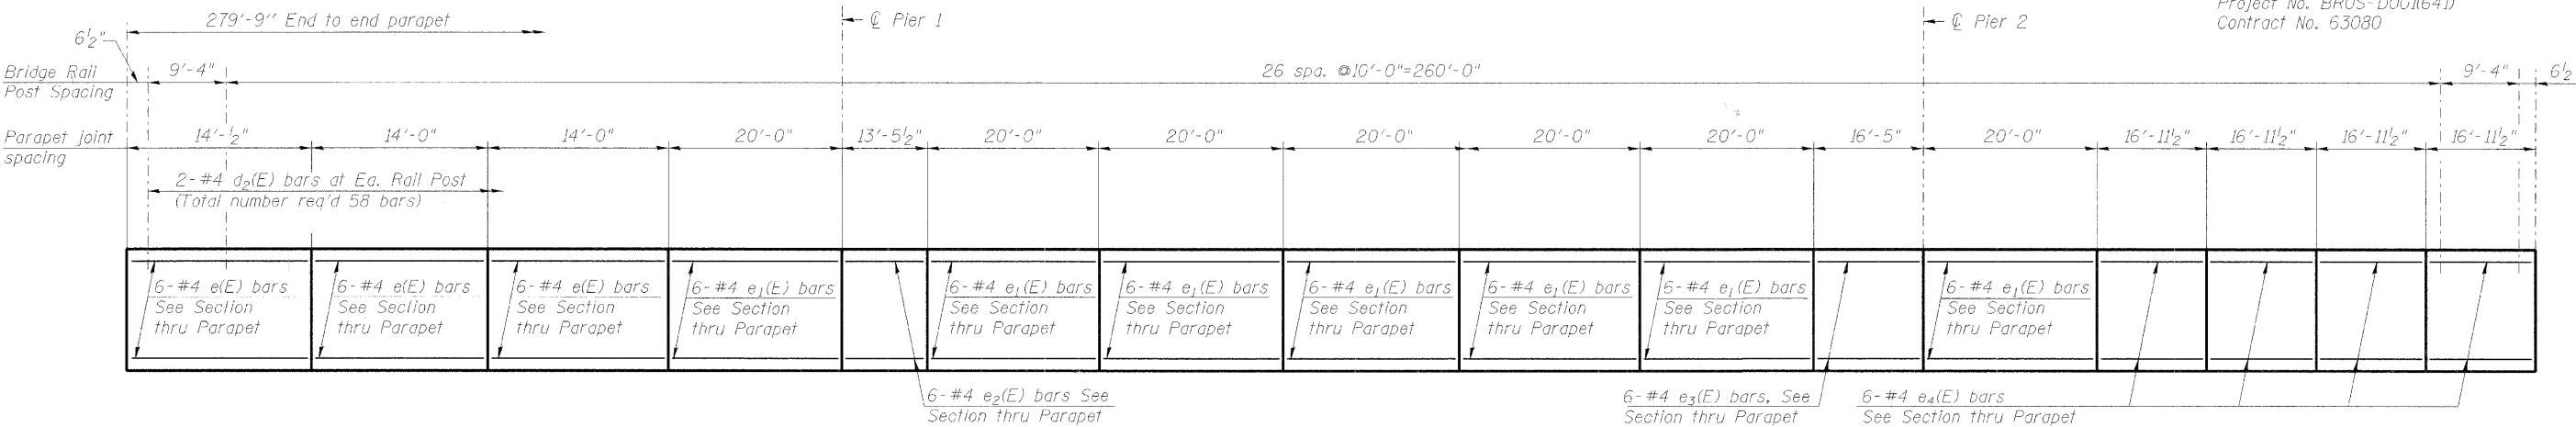 Project No. BROS-D001(641)
Contract No. 63080
279'-9" End to end parapet
℄ Pier 1
℄ Pier 2
6½"
Bridge Rail
Post Spacing
9'-4"
26 spa. @10'-0"=260'-0"
9'-4"
6½
Parapet joint
spacing
14'-½"
14'-0"
14'-0"
20'-0"
13'-5½"
20'-0"
20'-0"
20'-0"
20'-0"
20'-0"
16'-5"
20'-0"
16'-11½"
16'-11½"
16'-11½"
16'-11½"
2-#4 d₂(E) bars at Ea. Rail Post
(Total number req'd 58 bars)
6-#4 e(E) bars
See Section
thru Parapet
6-#4 e(E) bars
See Section
thru Parapet
6-#4 e(E) bars
See Section
thru Parapet
6-#4 e₁(E) bars
See Section
thru Parapet
6-#4 e₁(E) bars
See Section
thru Parapet
6-#4 e₁(E) bars
See Section
thru Parapet
6-#4 e₁(E) bars
See Section
thru Parapet
6-#4 e₁(E) bars
See Section
thru Parapet
6-#4 e₁(E) bars
See Section
thru Parapet
6-#4 e₁(E) bars
See Section
thru Parapet
6-#4 e₂(E) bars See
Section thru Parapet
6-#4 e₃(E) bars, See
Section thru Parapet
6-#4 e₄(E) bars
See Section thru Parapet